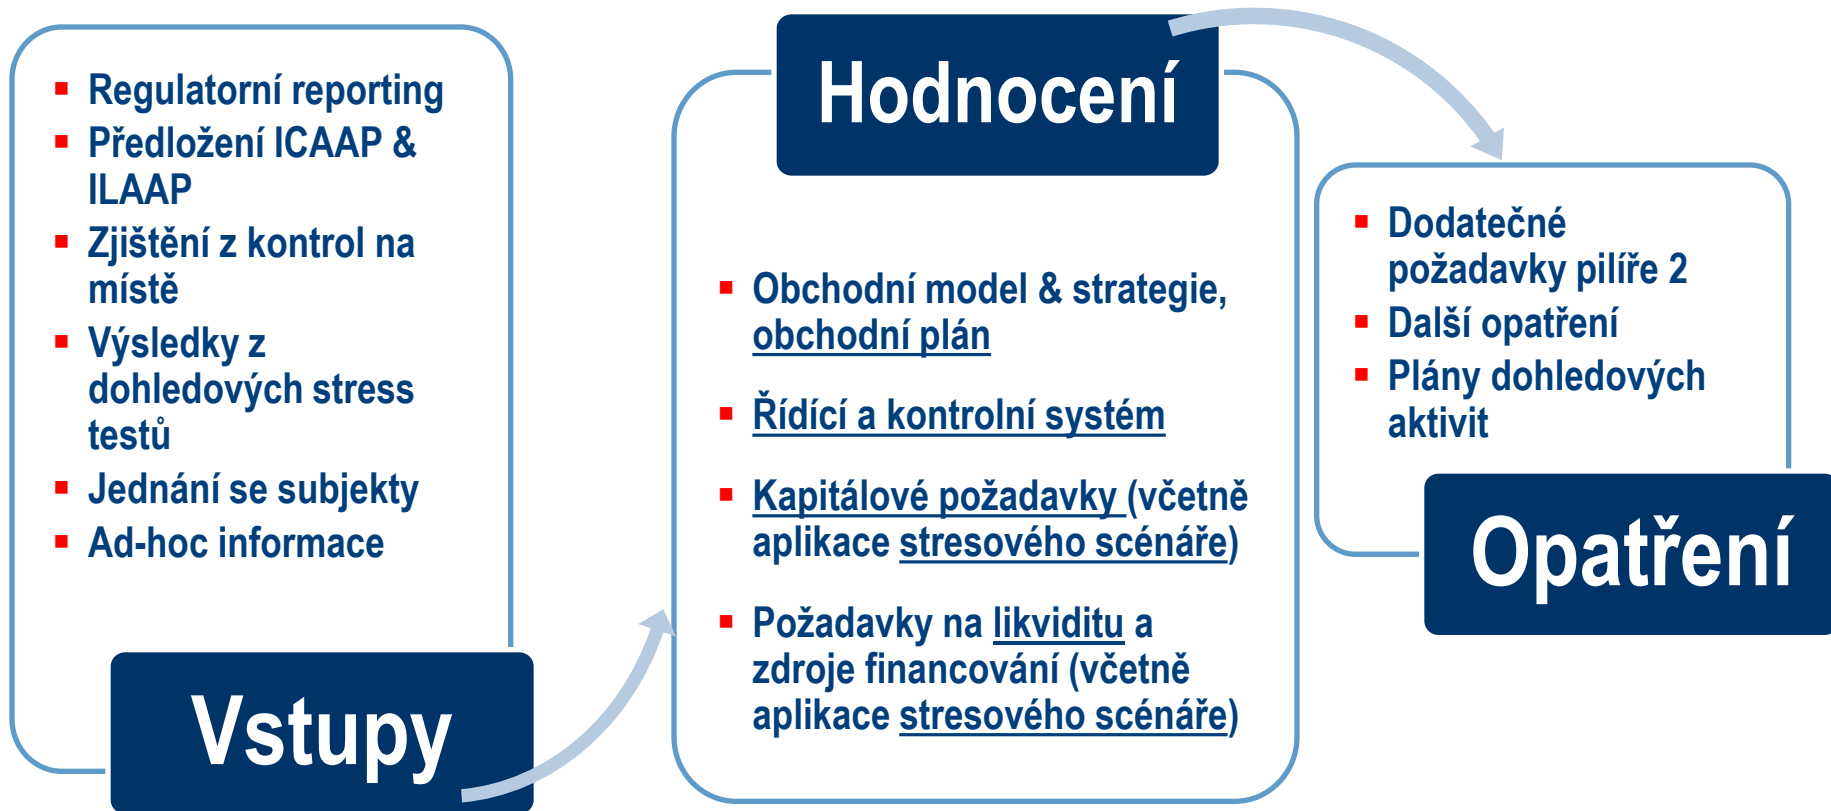 Regulatorní reporting
Předložení ICAAP &
ILAAP
Zjištění z kontrol na
místě
Výsledky z
dohledových stress
testů
Jednání se subjekty
Ad-hoc informace
Vstupy
Hodnocení
Obchodní model & strategie,
obchodní plán
Řídící a kontrolní systém
Kapitálové požadavky (včetně
aplikace stresového scénáře)
Požadavky na likviditu a
zdroje financování (včetně
aplikace stresového scénáře)
Dodatečné
požadavky pilíře 2
Další opatření
Plány dohledových
aktivit
Opatření